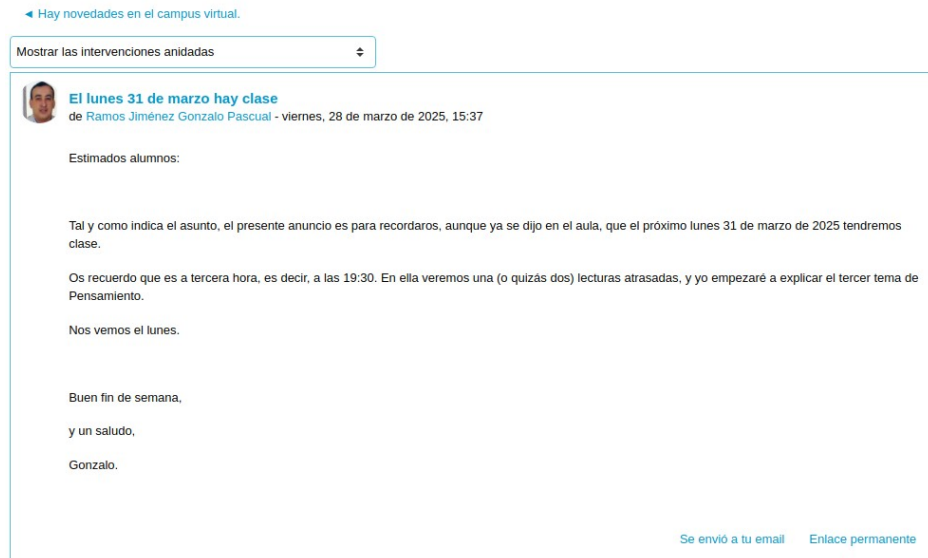 ◄ Hay novedades en el campus virtual.
Mostrar las intervenciones anidadas
El lunes 31 de marzo hay clase
de Ramos Jiménez Gonzalo Pascual - viernes, 28 de marzo de 2025, 15:37
Estimados alumnos:
Tal y como indica el asunto, el presente anuncio es para recordaros, aunque ya se dijo en el aula, que el próximo lunes 31 de marzo de 2025 tendremos
clase.
Os recuerdo que es a tercera hora, es decir, a las 19:30. En ella veremos una (o quizás dos) lecturas atrasadas, y yo empezaré a explicar el tercer tema de
Pensamiento.
Nos vemos el lunes.
Buen fin de semana,
y un saludo,
Gonzalo.
Se envió a tu email Enlace permanente